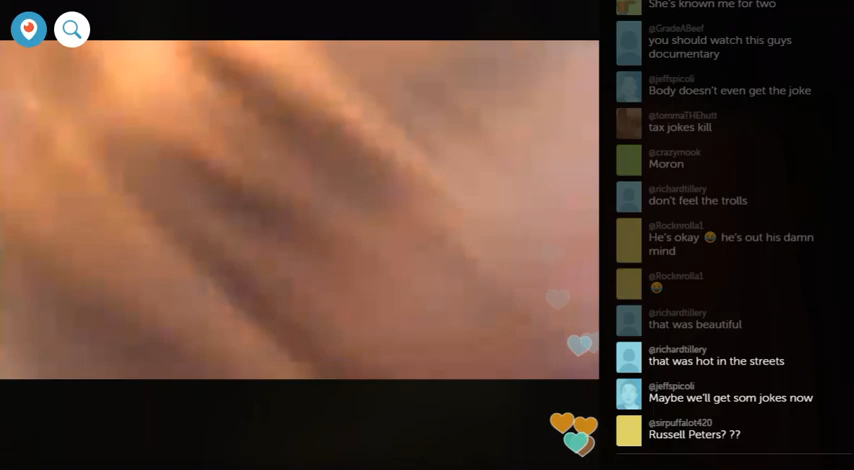 She's known me for two
@GradeABeef
you should watch this guys
documentary
@jeffspicoli
Body doesn't even get the joke
@tommaTHEhutt
tax jokes kill
@crazymook
Moron
@richardtillery
don't feel the trolls
@Rocknrolla1
He's okay 😂 he's out his damn
mind
@Rocknrolla1
😂
@richardtillery
that was beautiful
@richardtillery
that was hot in the streets
@jeffspicoli
Maybe we'll get som jokes now
@sirpuffalot420
Russell Peters? ??